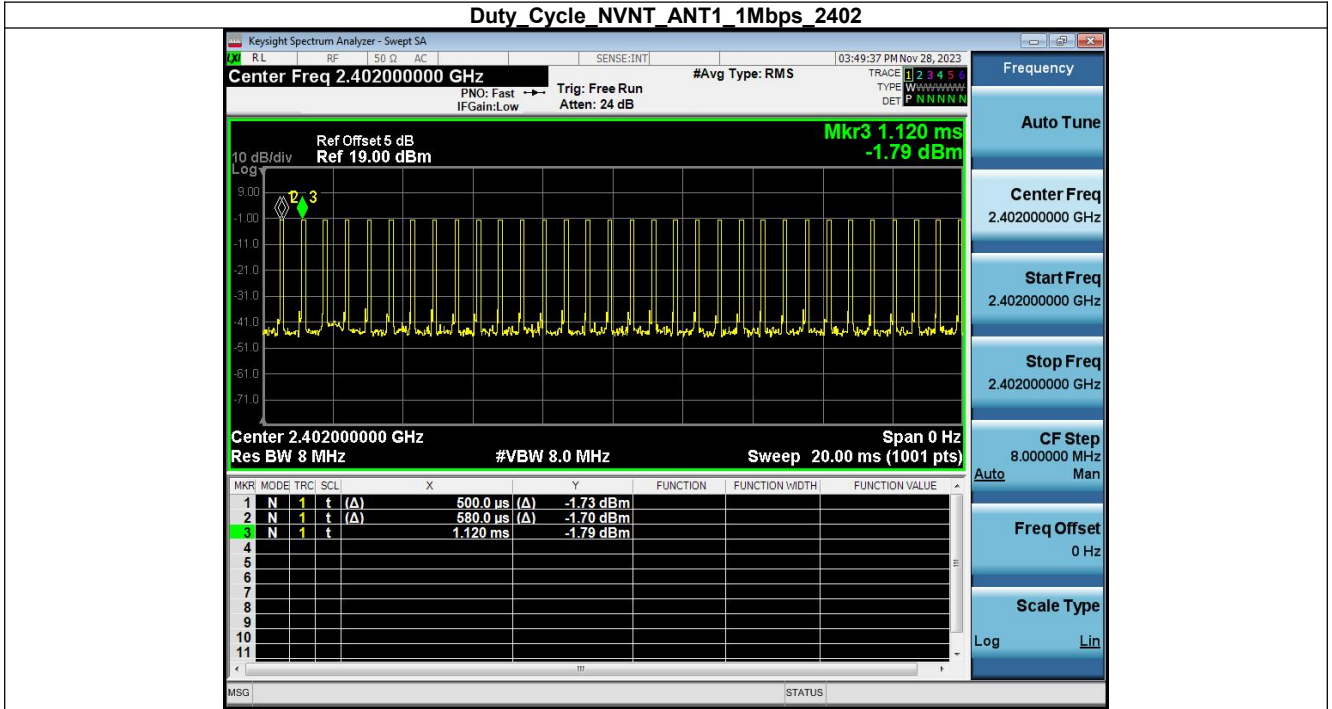 Duty_Cycle_NVNT_ANT1_1Mbps_2402
Keysight Spectrum Analyzer - Swept SA
LXI RL RF 50 Ω AC SENSE:INT 03:49:37 PM Nov 28, 2023
Center Freq 2.402000000 GHz #Avg Type: RMS TRACE 1 2 3 4 5 6
PNO: Fast Trig: Free Run TYPE WWWWWW
IFGain:Low Atten: 24 dB DET P N N N N N
Ref Offset 5 dB Mkr3 1.120 ms
10 dB/div Ref 19.00 dBm -1.79 dBm
Log
9.00
2 3
-1.00
-11.0
-21.0
-31.0
-41.0
-51.0
-61.0
-71.0
Center 2.402000000 GHz Span 0 Hz
Res BW 8 MHz #VBW 8.0 MHz Sweep 20.00 ms (1001 pts)
MKR MODE TRC SCL X Y FUNCTION FUNCTION WIDTH FUNCTION VALUE
1 N 1 t (Δ) 500.0 µs (Δ) -1.73 dBm
2 N 1 t (Δ) 580.0 µs (Δ) -1.70 dBm
3 N 1 t 1.120 ms -1.79 dBm
4
5
6
7
8
9
10
11
MSG STATUS
Frequency
Auto Tune
Center Freq
2.402000000 GHz
Start Freq
2.402000000 GHz
Stop Freq
2.402000000 GHz
CF Step
8.000000 MHz
Auto Man
Freq Offset
0 Hz
Scale Type
Log Lin